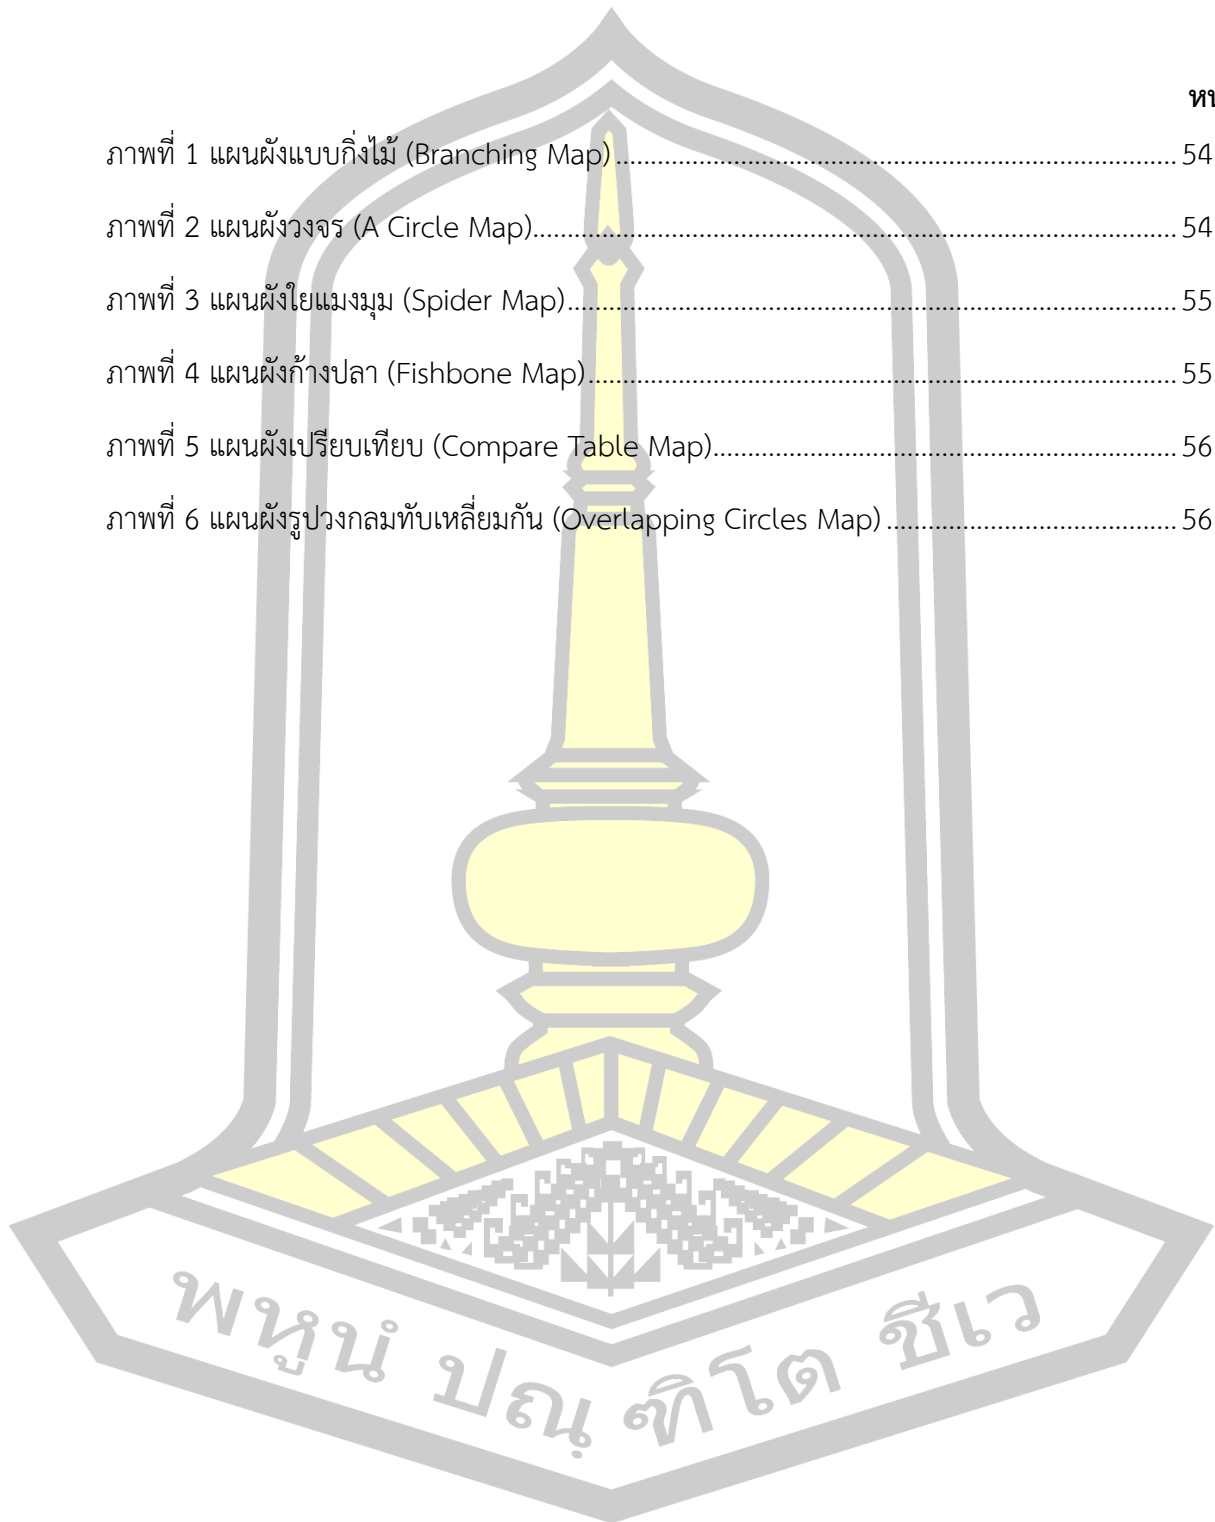 ภาพที่ 1 แผนผังแบบกิ่งไม้ (Branching Map) .......... 54
ภาพที่ 2 แผนผังวงจร (A Circle Map) .......... 54
ภาพที่ 3 แผนผังใยแมงมุม (Spider Map) .......... 55
ภาพที่ 4 แผนผังก้างปลา (Fishbone Map) .......... 55
ภาพที่ 5 แผนผังเปรียบเทียบ (Compare Table Map) .......... 56
ภาพที่ 6 แผนผังรูปวงกลมทับเหลี่ยมกัน (Overlapping Circles Map) .......... 56
พหูนํ ปณฺฑิโต ชีเว